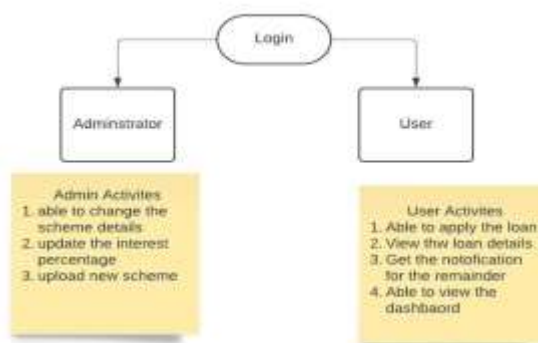 Login
Adminstrator
User
Admin Activites
1. able to change the
scheme details
2. update the interest
percentage
3. upload new scheme
User Activites
1. Able to apply the loan
2. View thw loan details
3. Get the notofication
for the remainder
4. Able to view the
dashbaord